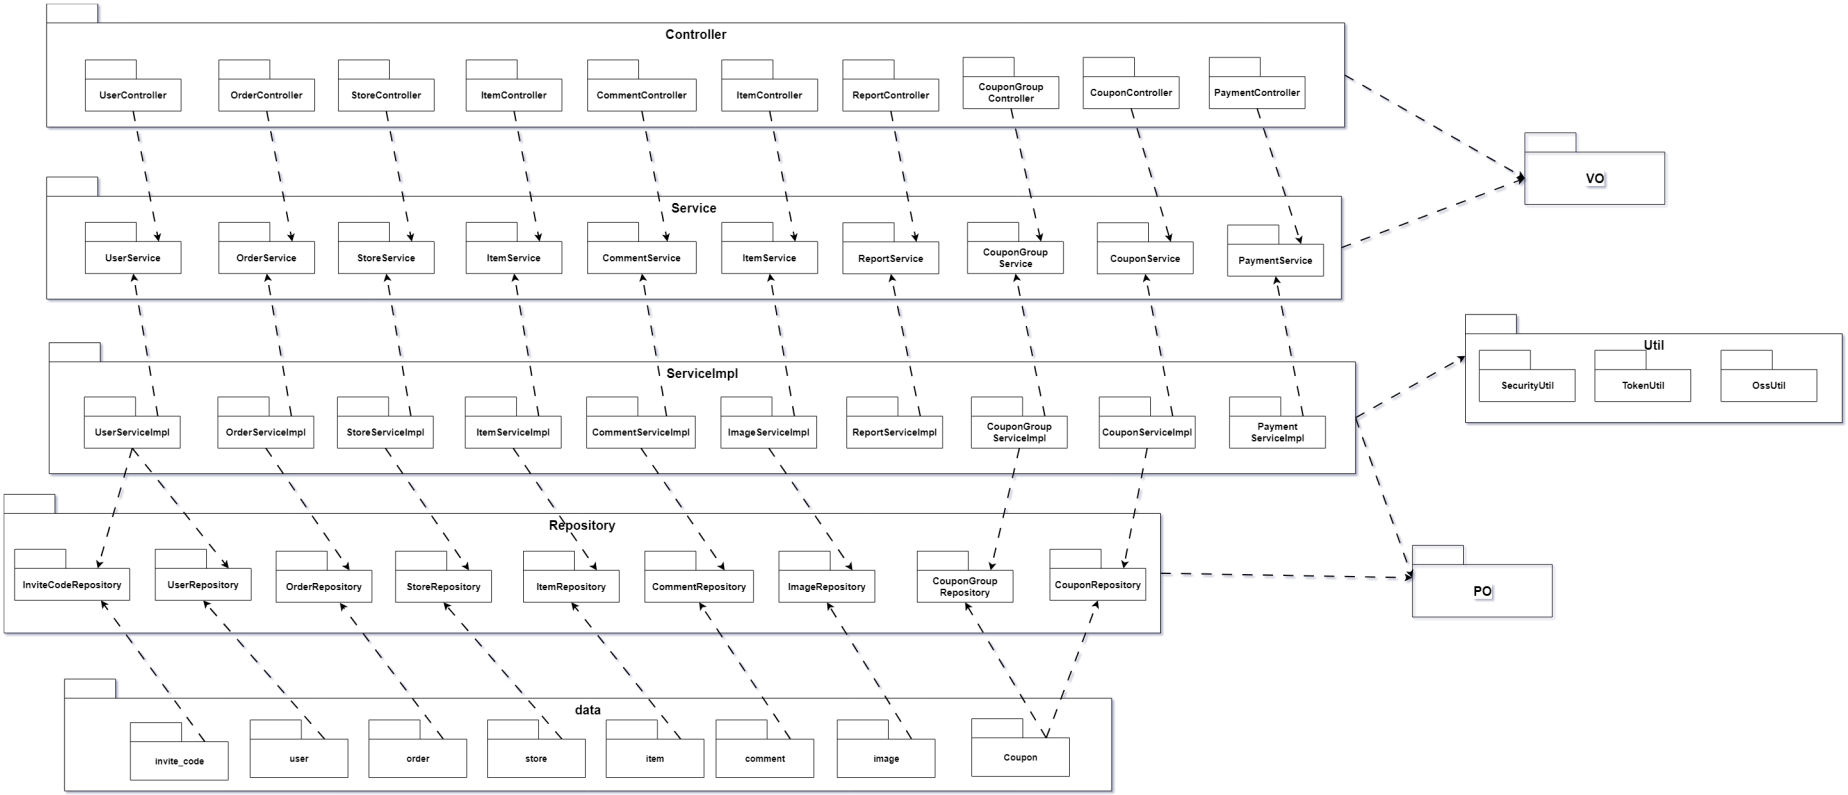 Controller
UserController
OrderController
StoreController
ItemController
CommentController
ItemController
ReportController
CouponGroup
Controller
CouponController
PaymentController
VO
Service
UserService
OrderService
StoreService
ItemService
CommentService
ItemService
ReportService
CouponGroup
Service
CouponService
PaymentService
Util
SecurityUtil
TokenUtil
OssUtil
ServiceImpl
UserServiceImpl
OrderServiceImpl
StoreServiceImpl
ItemServiceImpl
CommentServiceImpl
ImageServiceImpl
ReportServiceImpl
CouponGroup
ServiceImpl
CouponServiceImpl
Payment
ServiceImpl
Repository
InviteCodeRepository
UserRepository
OrderRepository
StoreRepository
ItemRepository
CommentRepository
ImageRepository
CouponGroup
Repository
CouponRepository
PO
data
invite_code
user
order
store
item
comment
image
Coupon